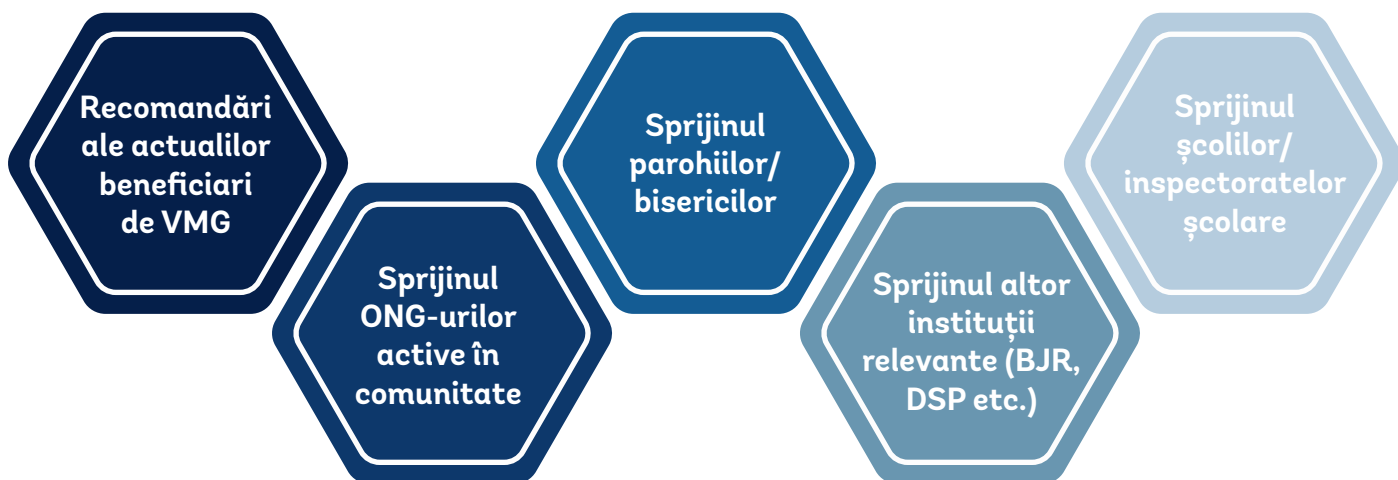 Recomandări
ale actualilor
beneficiari
de VMG
Sprijinul
ONG-urilor
active în
comunitate
Sprijinul
parohiilor/
bisericilor
Sprijinul altor
instituții
relevante (BJR,
DSP etc.)
Sprijinul
școlilor/
inspectoratelor
școlare